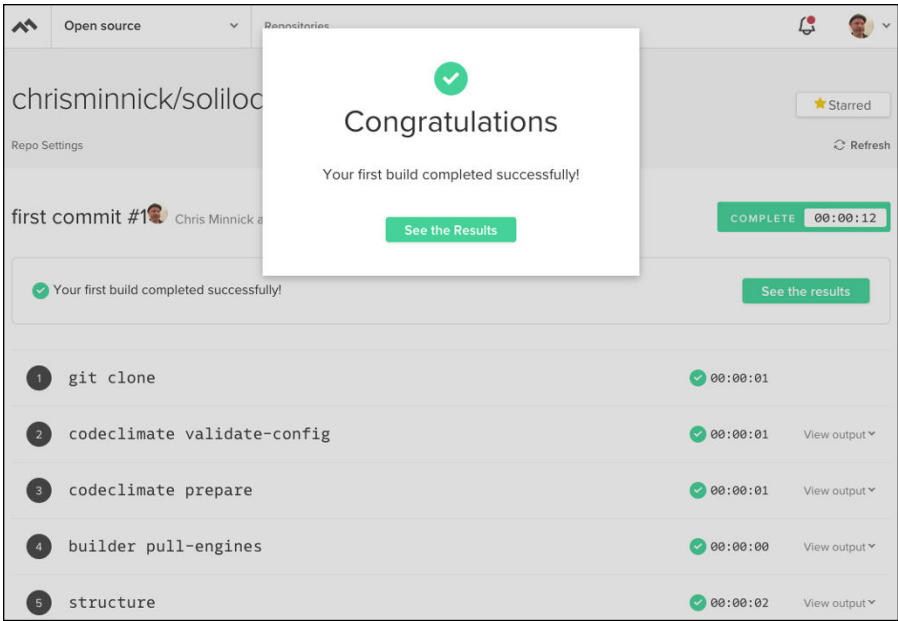 Open source
Repositories
chrisminnick/soliloq
Starred
Repo Settings
Refresh
Congratulations
Your first build completed successfully!
See the Results
first commit #1
Chris Minnick a
COMPLETE 00:00:12
Your first build completed successfully!
See the results
1 git clone 00:00:01
2 codeclimate validate-config 00:00:01 View output
3 codeclimate prepare 00:00:01 View output
4 builder pull-engines 00:00:00 View output
5 structure 00:00:02 View output